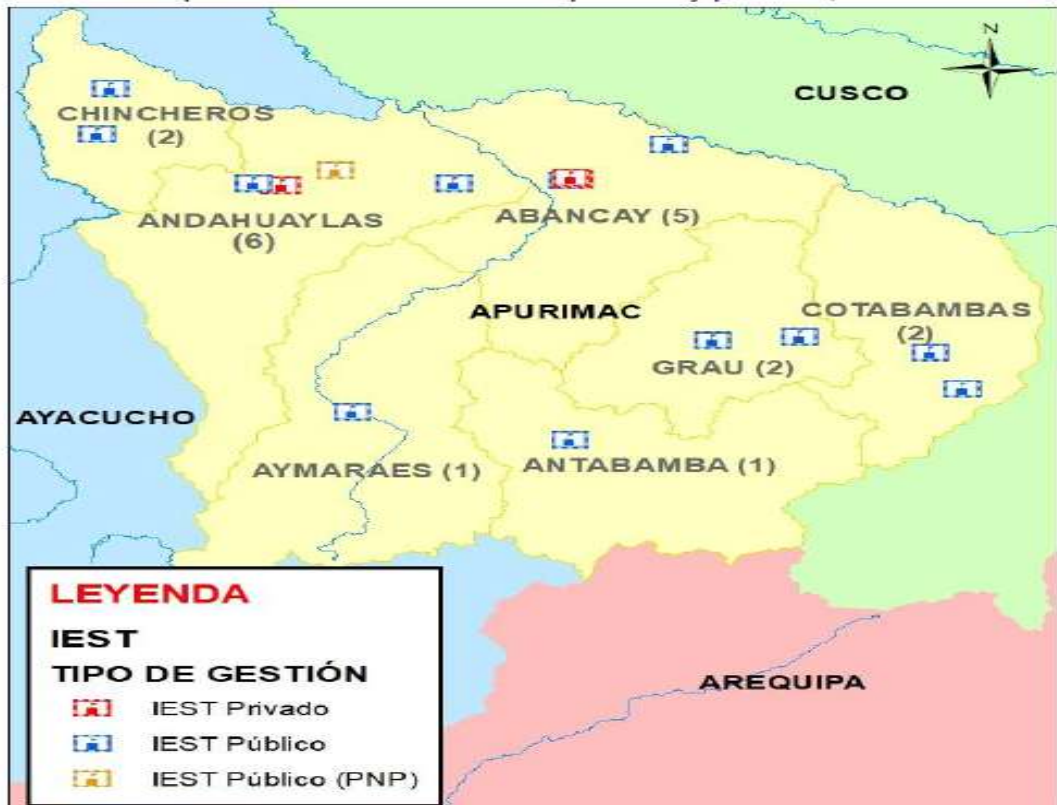 N
CUSCO
CHINCHEROS
(2)
ANDAHUAYLAS
(6)
ABANCAY (5)
APURIMAC
COTABAMBAS
(2)
GRAU (2)
AYACUCHO
AYMARAES (1)
ANTABAMBA (1)
LEYENDA
IEST
TIPO DE GESTIÓN
IEST Privado
IEST Público
IEST Público (PNP)
AREQUIPA